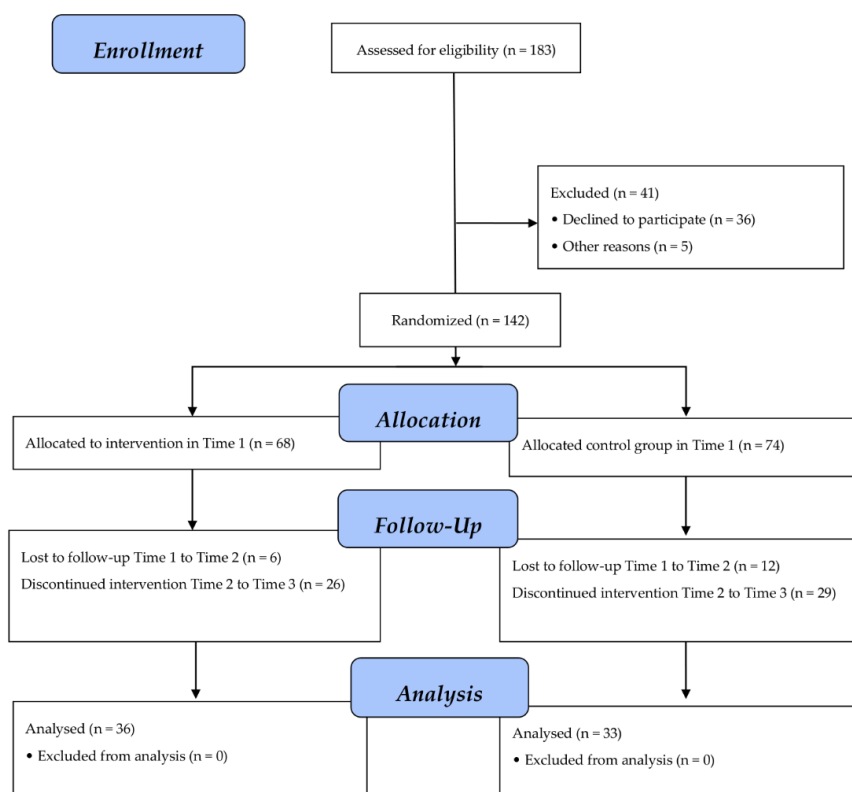 Enrollment
Assessed for eligibility (n = 183)
Excluded (n = 41)
• Declined to participate (n = 36)
• Other reasons (n = 5)
Randomized (n = 142)
Allocation
Allocated to intervention in Time 1 (n = 68)
Allocated control group in Time 1 (n = 74)
Follow-Up
Lost to follow-up Time 1 to Time 2 (n = 6)
Discontinued intervention Time 2 to Time 3 (n = 26)
Lost to follow-up Time 1 to Time 2 (n = 12)
Discontinued intervention Time 2 to Time 3 (n = 29)
Analysis
Analysed (n = 36)
• Excluded from analysis (n = 0)
Analysed (n = 33)
• Excluded from analysis (n = 0)